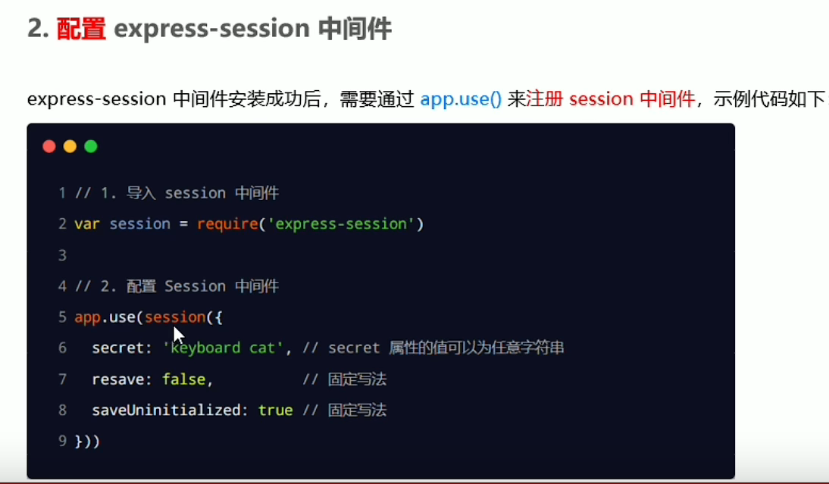 2. 配置 express-session 中间件
express-session 中间件安装成功后，需要通过 app.use() 来注册 session 中间件，示例代码如下
1 // 1. 导入 session 中间件
2 var session = require('express-session')
3
4 // 2. 配置 Session 中间件
5 app.use(session({
6 secret: 'keyboard cat', // secret 属性的值可以为任意字符串
7 resave: false, // 固定写法
8 saveUninitialized: true // 固定写法
9 }))